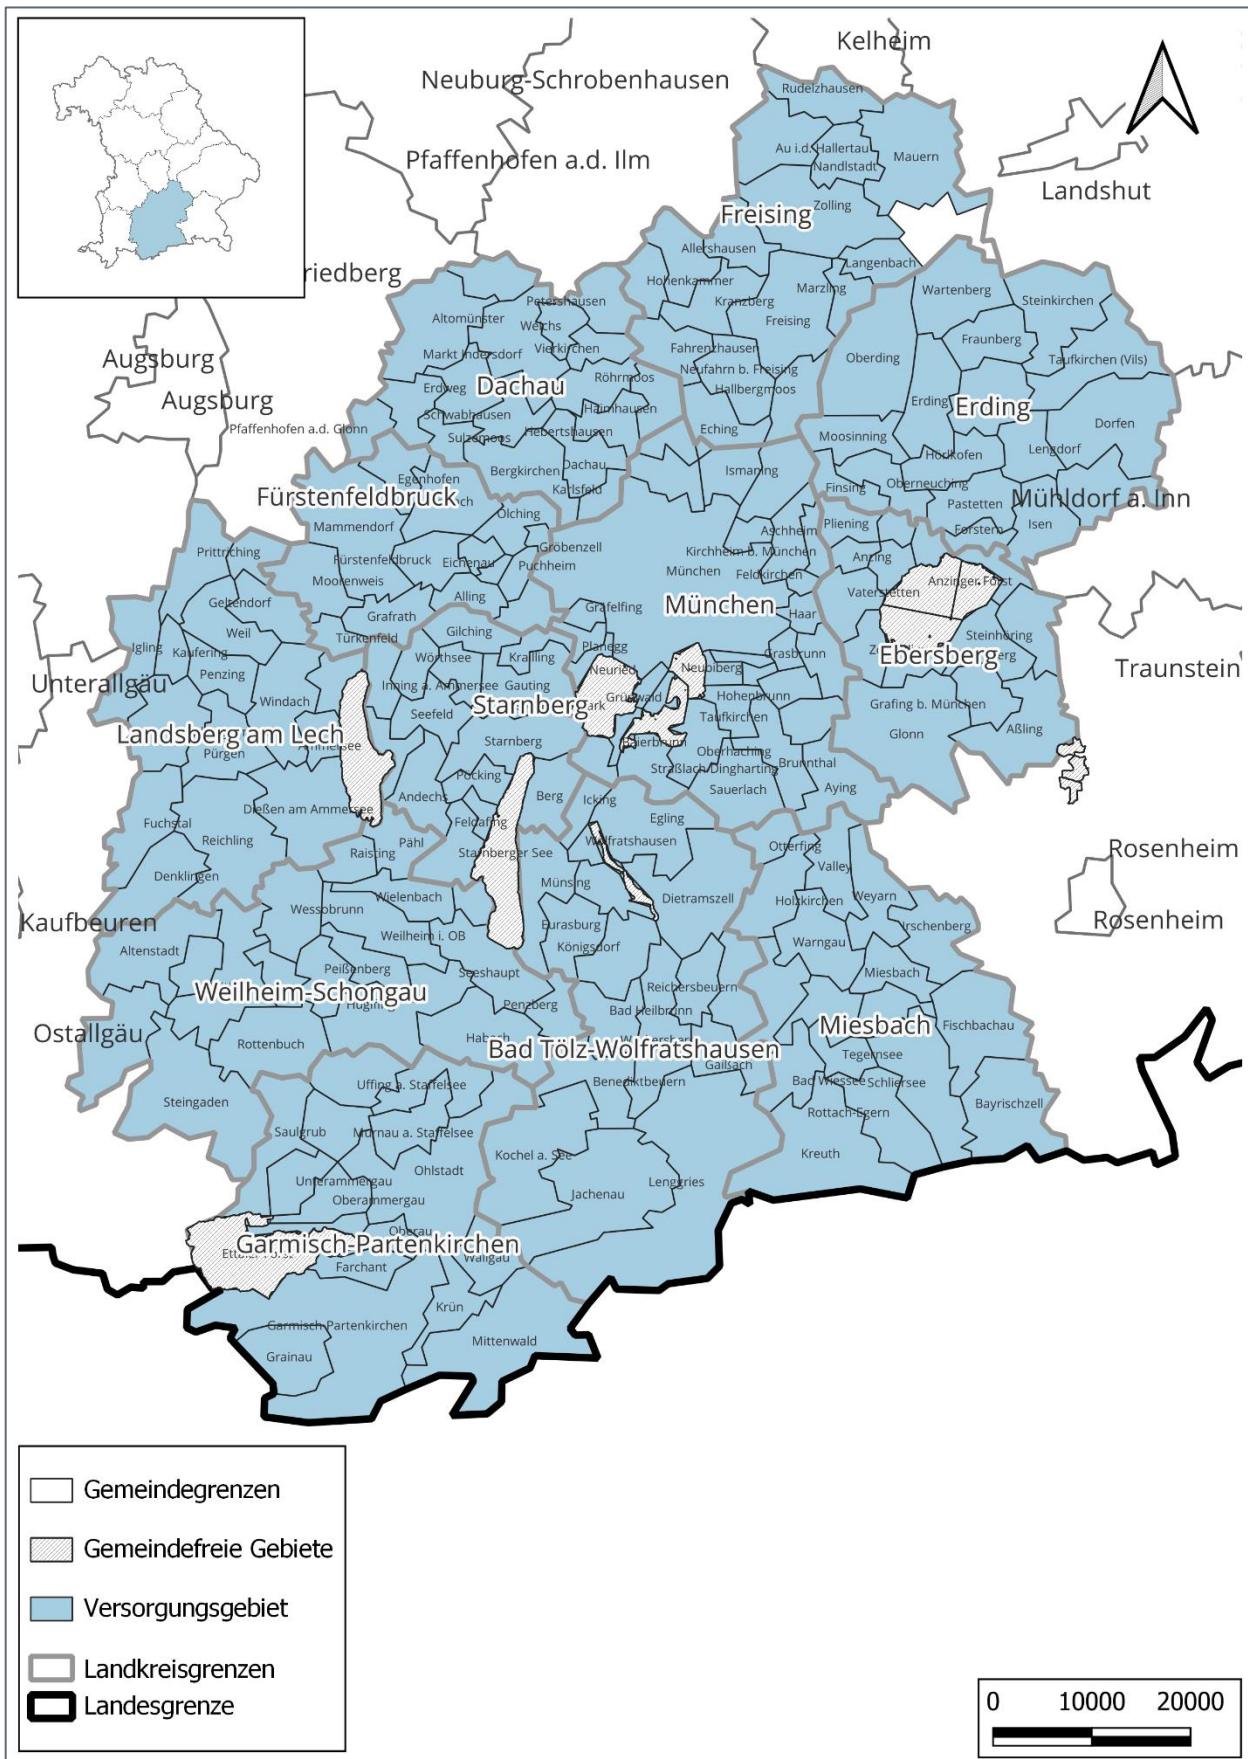 Kelheim
Neuburg-Schrobenhausen
Rudelzhausen
Au i.d. Hallertau
Mauern
Pfaffenhofen a.d. Ilm
Nandlstadt
Landshut
Zolling
Freising
Allershausen
Langenbach
riedberg
Hohenkammer
Marzling
Wartenberg
Steinkirchen
Petershausen
Kranzberg
Altomünster
Weichs
Freising
Fraunberg
Augsburg
Markt Indersdorf
Vierkirchen
Fahrenzhausen
Oberding
Taufkirchen (Vils)
Neufahrn b. Freising
Dachau
Röhrmoos
Erdweg
Hallbergmoos
Augsburg
Erding
Erding
Schwabhausen
Haimhausen
Dorfen
Pfaffenhofen a.d. Glonn
Sulzemoos
Hebertshausen
Eching
Moosinning
Lengdorf
Hörlkofen
Bergkirchen
Dachau
Ismaning
Egenhofen
Karlsfeld
Finsing
Oberneuching
Fürstenfeldbruck
ich
Mühldorf a. Inn
Pastetten
Olching
Mammendorf
Aschheim
Pliening
Forstern
Isen
Prittriching
Gröbenzell
Kirchheim b. München
Fürstenfeldbruck
Eichenau
Puchheim
München
Anzing
Moorenweis
Feldkirchen
Anzinger Forst
Geltendorf
Alling
Vaterstetten
Gräfelfing
München
Grafrath
Haar
Weil
Türkenfeld
Gilching
Steinhöring
Igling
Kaufering
Planegg
Wörthsee
Krailling
Grasbrunn
Ebersberg
erg
Penzing
Neuried
Neubiberg
Traunstein
Unterallgäu
Inning a. Ammersee
Gauting
Windach
Starnberg
ark
Grünwald
Hohenbrunn
Seefeld
Taufkirchen
Grafing b. München
Landsberg am Lech
Ammersee
Starnberg
Baierbrunn
Glonn
Aßling
Pürgen
Oberhaching
Straßlach-Dingharting
Brunnthal
Pöcking
Sauerlach
Aying
Andechs
Berg
Icking
Dießen am Ammersee
Fuchstal
Feldafing
Egling
Reichling
Pähl
Wolfratshausen
Otterfing
Rosenheim
Raisting
Starnberger See
Valley
Denklingen
Münsing
Wielenbach
Dietramszell
Weyarn
Wessobrunn
Holzkirchen
Kaufbeuren
Eurasburg
Irschenberg
Rosenheim
Weilheim i. OB
Altenstadt
Königsdorf
Warngau
Peißenberg
Seeshaupt
Miesbach
Weilheim-Schongau
Reichersbeuern
Penzberg
Bad Heilbrunn
Miesbach
Fischbachau
Ostallgäu
Rottenbuch
Bad Tölz-Wolfratshausen
Tegernsee
Gaißach
Uffing a. Staffelsee
Benediktbeuern
Bad Wiessee
Schliersee
Steingaden
Bayrischzell
Rottach-Egern
Saulgrub
Murnau a. Staffelsee
Kochel a. See
Kreuth
Ohlstadt
Unterammergau
Lenggries
Jachenau
Oberammergau
Oberau
Garmisch-Partenkirchen
Wallgau
Farchant
Krün
Garmisch-Partenkirchen
Mittenwald
Grainau
Gemeindegrenzen
Gemeindefreie Gebiete
Versorgungsgebiet
Landkreisgrenzen
Landesgrenze
0 10000 20000